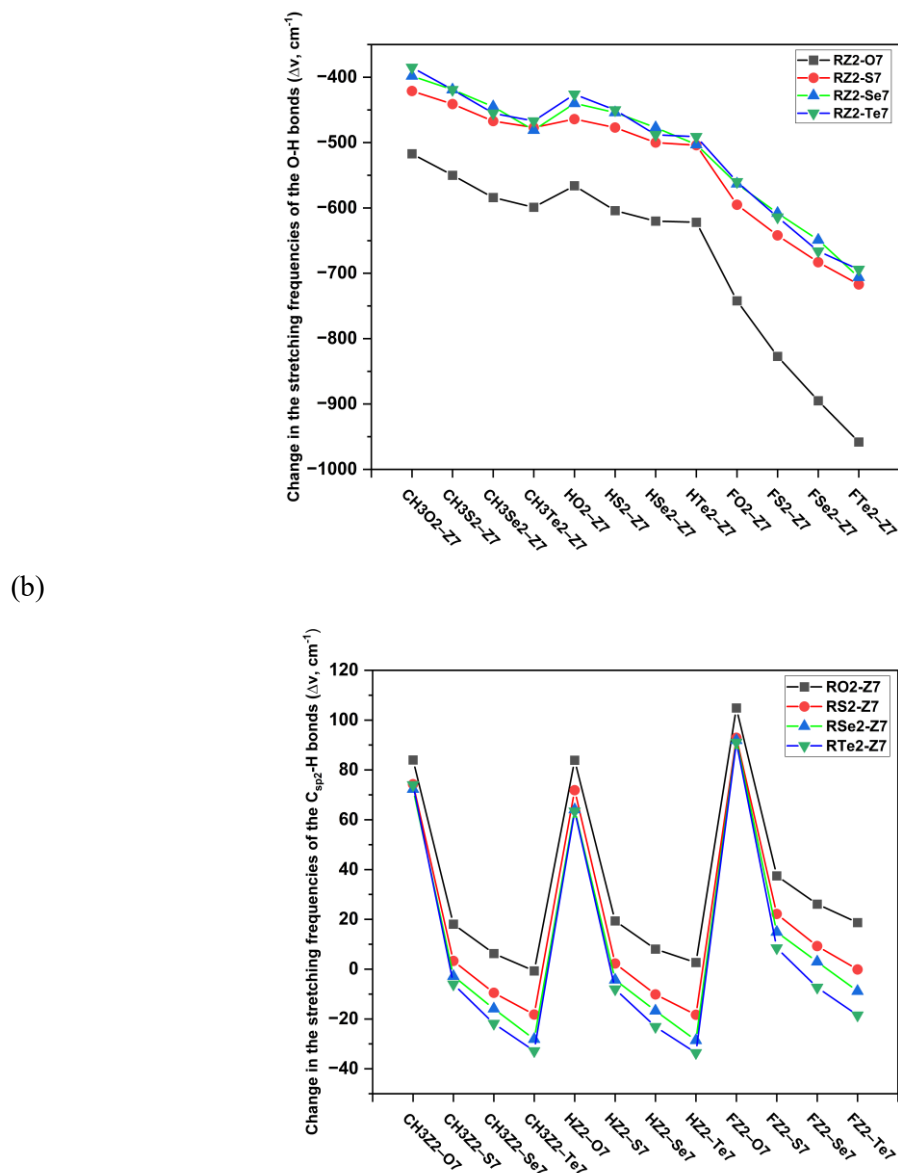 Change in the stretching frequencies of the O-H bonds (Δν, cm⁻¹)
−400
−500
−600
−700
−800
−900
−1000
RZ2-O7
RZ2-S7
RZ2-Se7
RZ2-Te7
CH3O2–Z7
CH3S2–Z7
CH3Se2–Z7
CH3Te2–Z7
HO2–Z7
HS2–Z7
HSe2–Z7
HTe2–Z7
FO2–Z7
FS2–Z7
FSe2–Z7
FTe2–Z7
(b)
Change in the stretching frequencies of the Csp2-H bonds (Δν, cm⁻¹)
120
100
80
60
40
20
0
−20
−40
RO2-Z7
RS2-Z7
RSe2-Z7
RTe2-Z7
CH3Z2–O7
CH3Z2–S7
CH3Z2–Se7
CH3Z2–Te7
HZ2–O7
HZ2–S7
HZ2–Se7
HZ2–Te7
FZ2–O7
FZ2–S7
FZ2–Se7
FZ2–Te7